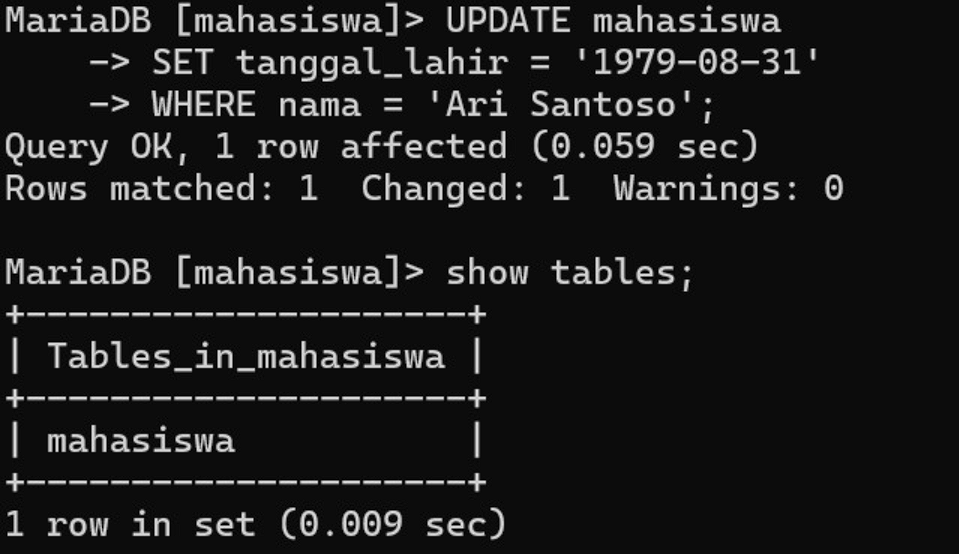 MariaDB [mahasiswa]> UPDATE mahasiswa
    -> SET tanggal_lahir = '1979-08-31'
    -> WHERE nama = 'Ari Santoso';
Query OK, 1 row affected (0.059 sec)
Rows matched: 1  Changed: 1  Warnings: 0

MariaDB [mahasiswa]> show tables;
+---------------------+
| Tables_in_mahasiswa |
+---------------------+
| mahasiswa           |
+---------------------+
1 row in set (0.009 sec)